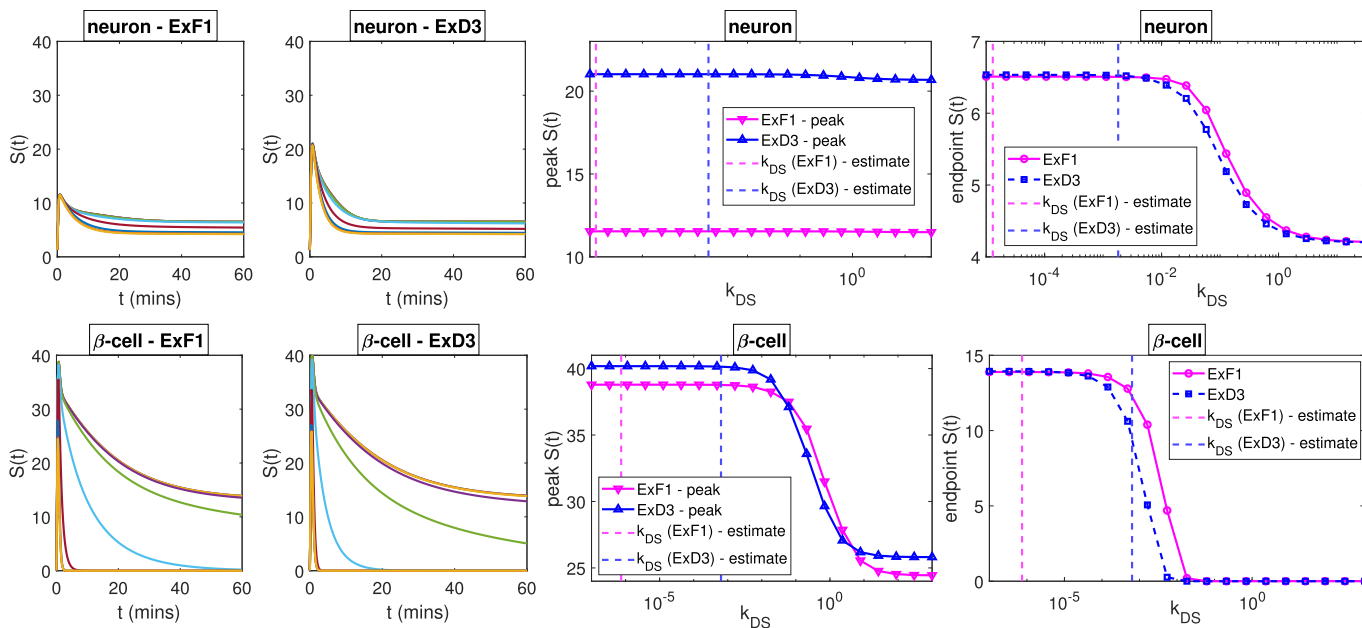 neuron - ExF1
S(t)
40
30
20
10
0
0 20 40 60
t (mins)
neuron - ExD3
S(t)
40
30
20
10
0
0 20 40 60
t (mins)
neuron
peak S(t)
20
15
10
10^0
k_DS
ExF1 - peak
ExD3 - peak
k_DS (ExF1) - estimate
k_DS (ExD3) - estimate
neuron
endpoint S(t)
7
6
5
4
10^-4 10^-2 10^0
k_DS
ExF1
ExD3
k_DS (ExF1) - estimate
k_DS (ExD3) - estimate
β-cell - ExF1
S(t)
40
30
20
10
0
0 20 40 60
t (mins)
β-cell - ExD3
S(t)
40
30
20
10
0
0 20 40 60
t (mins)
β-cell
peak S(t)
40
35
30
25
10^-5 10^0
k_DS
ExF1 - peak
ExD3 - peak
k_DS (ExF1) - estimate
k_DS (ExD3) - estimate
β-cell
endpoint S(t)
15
10
5
0
10^-5 10^0
k_DS
ExF1
ExD3
k_DS (ExF1) - estimate
k_DS (ExD3) - estimate